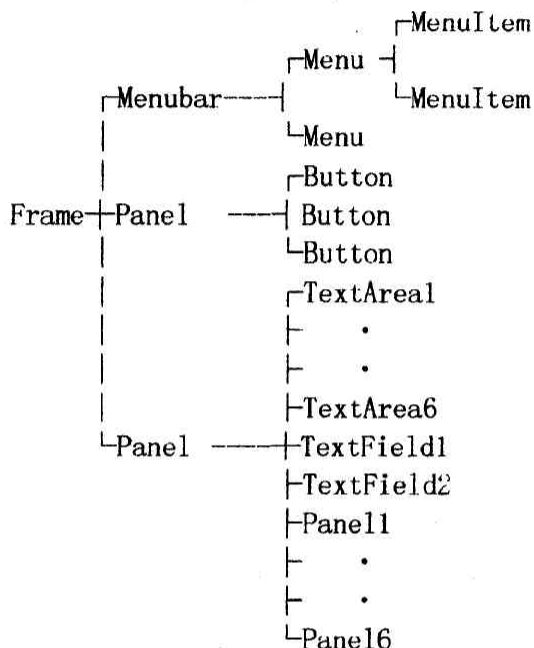 MenuItem
Menu
Menubar MenuItem
Menu
Button
Frame Panel Button
Button
TextArea1
·
·
TextArea6
Panel TextField1
TextField2
Panel1
·
·
Panel6